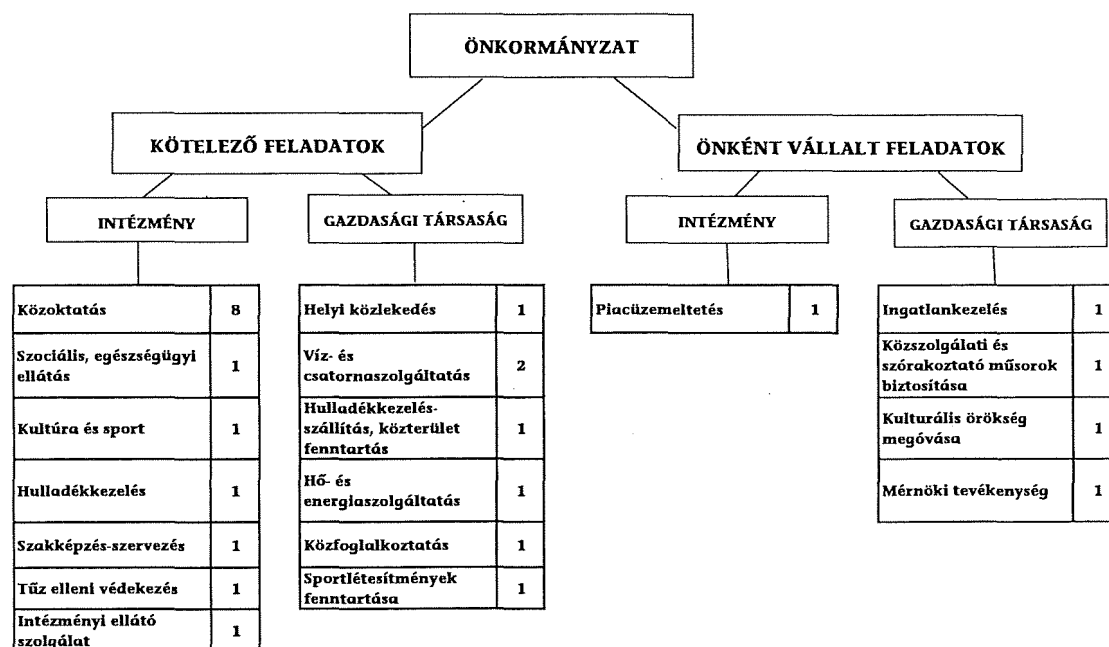 ÖNKORMÁNYZAT
KÖTELEZŐ FELADATOK
ÖNKÉNT VÁLLALT FELADATOK
INTÉZMÉNY
GAZDASÁGI TÁRSASÁG
INTÉZMÉNY
GAZDASÁGI TÁRSASÁG
Közoktatás 8
Szociális, egészségügyi
ellátás 1
Kultúra és sport 1
Hulladékkezelés 1
Szakképzés-szervezés 1
Tűz elleni védekezés 1
Intézményi ellátó
szolgálat 1
Helyi közlekedés 1
Víz- és
csatornaszolgáltatás 2
Hulladékkezelés-
szállítás, közterület 1
fenntartás
Hő- és
energiaszolgáltatás 1
Közfoglalkoztatás 1
Sportlétesítmények
fenntartása 1
Piacüzemeltetés 1
Ingatlankezelés 1
Közszolgálati és
szórakoztató műsorok 1
biztosítása
Kulturális örökség
megóvása 1
Mérnöki tevékenység 1